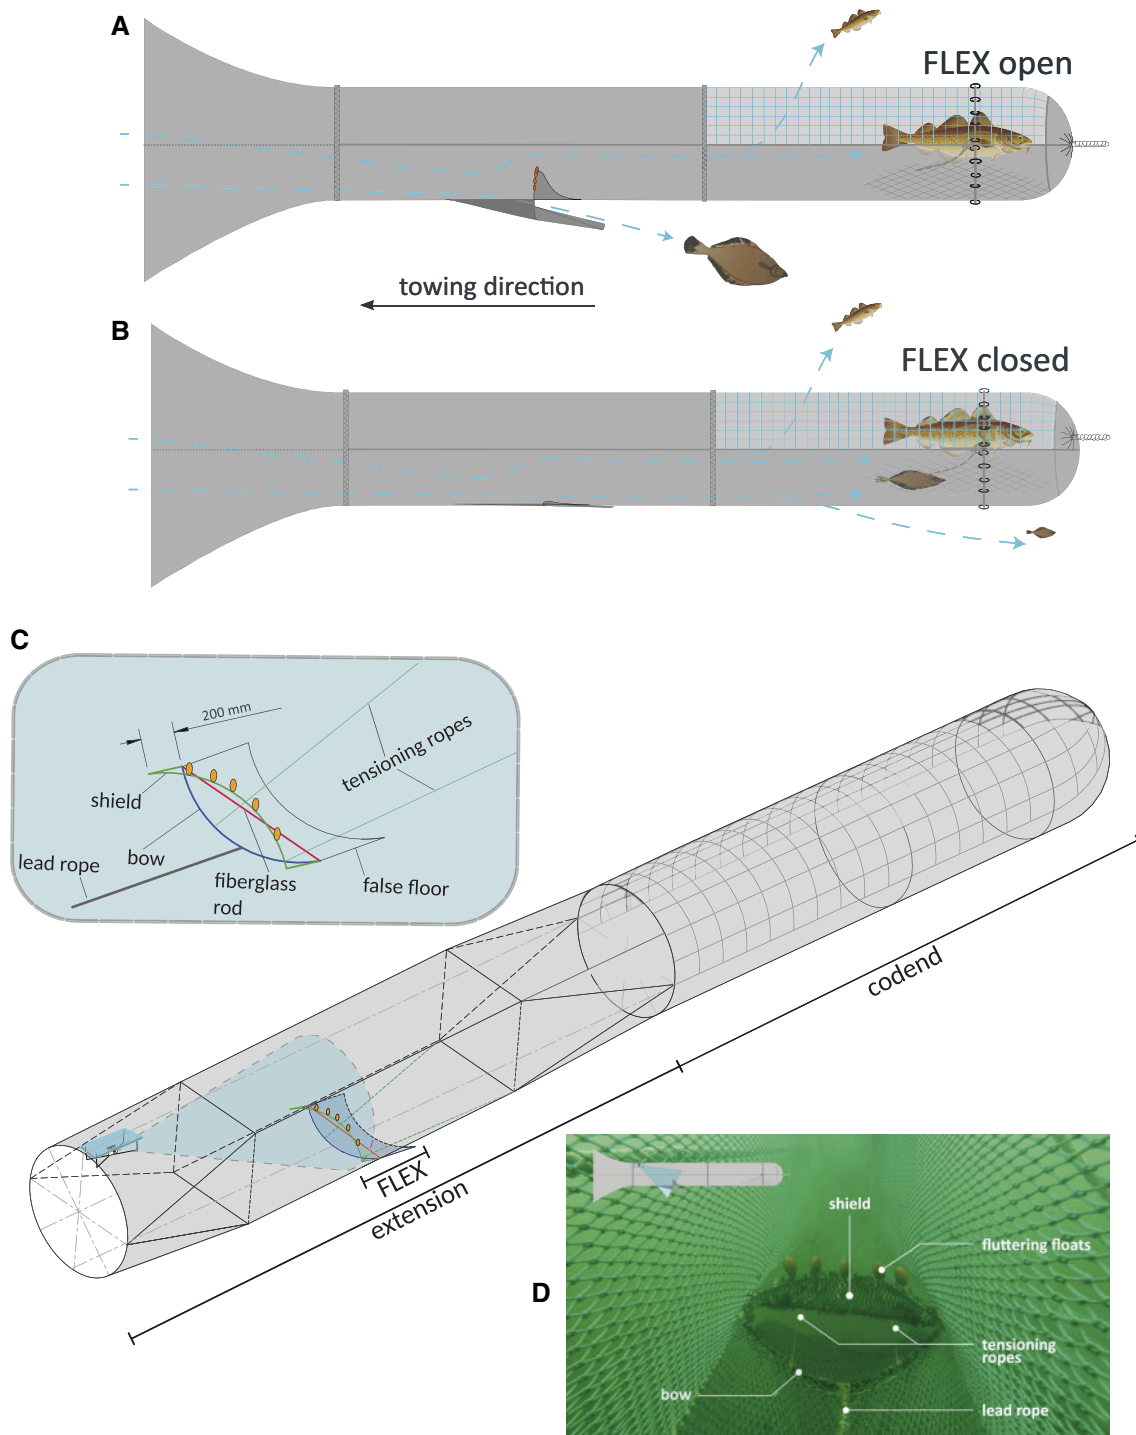 A
FLEX open
towing direction
B
FLEX closed
C
200 mm
tensioning ropes
shield
bow
lead rope
fiberglass
rod
false floor
codend
FLEX
extension
D
shield
fluttering floats
tensioning
ropes
bow
lead rope